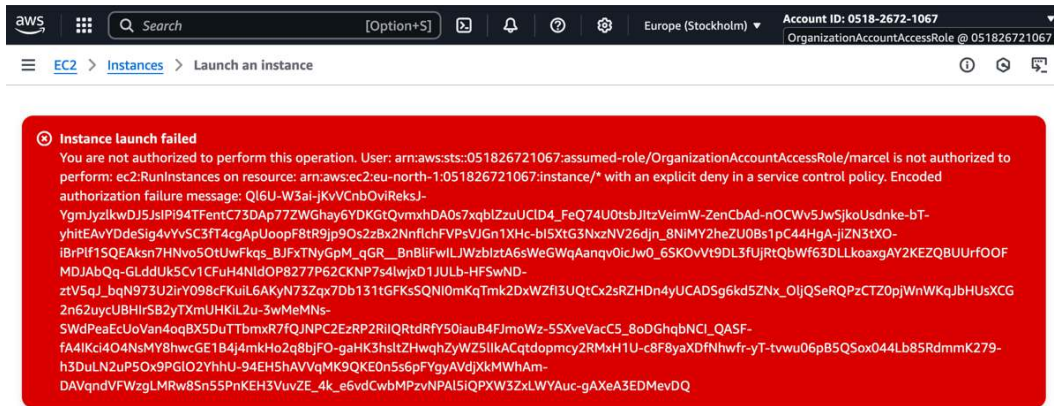 aws
Search [Option+S] Europe (Stockholm) Account ID: 0518-2672-1067
OrganizationAccountAccessRole @ 051826721067
EC2 > Instances > Launch an instance
Instance launch failed
You are not authorized to perform this operation. User: arn:aws:sts::051826721067:assumed-role/OrganizationAccountAccessRole/marcel is not authorized to
perform: ec2:RunInstances on resource: arn:aws:ec2:eu-north-1:051826721067:instance/* with an explicit deny in a service control policy. Encoded
authorization failure message: Ql6U-W3ai-jKvVCnbOviReksJ-
YgmJyzlkwDJ5JsIPi94TFentC73DAp77ZWGhay6YDKGtQvmxhDA0s7xqblZzuUClD4_FeQ74U0tsbJItzVeimW-ZenCbAd-nOCWv5JwSjkoUsdnke-bT-
yhitEAvYDdeSig4vYvSC3fT4cgApUoopF8tR9jp9Os2zBx2NnflchFVPsVJGn1XHc-bI5XtG3NxzNV26djn_8NiMY2heZU0Bs1pC44HgA-jiZN3tXO-
iBrPlf1SQEAksn7HNvo5OtUwFkqs_BJFxTNyGpM_qGR__BnBliFwILJWzbIztA6sWeGWqAanqv0icJw0_6SKOvVt9DL3fUjRtQbWf63DLLkoaxgAY2KEZQBUUrfOOF
MDJAbQq-GLddUk5Cv1CFuH4NldOP8277P62CKNP7s4lwjxD1JULb-HFSwND-
ztV5qJ_bqN973U2irY098cFKuiL6AKyN73Zqx7Db131tGFKsSQNI0mKqTmk2DxWZfI3UQtCx2sRZHDn4yUCADSg6kd5ZNx_OljQSeRQPzCTZ0pjWnWKqJbHUsXCG
2n62uycUBHIrSB2yTXmUHKiL2u-3wMeMNs-
SWdPeaEcUoVan4oqBX5DuTTbmxR7fQJNPC2EzRP2RiIQRtdRfY50iauB4FJmoWz-5SXveVacC5_8oDGhqbNCI_QASF-
fA4IKci4O4NsMY8hwcGE1B4j4mkHo2q8bjFO-gaHK3hsltZHwqhZyWZ5lIkACqtdopmcy2RMxH1U-c8F8yaXDfNhwfr-yT-tvwu06pB5QSox044Lb85RdmmK279-
h3DuLN2uP5Ox9PGlO2YhhU-94EH5hAVVqMK9QKE0n5s6pFYgyAVdjXkMWhAm-
DAVqndVFWzgLMRw8Sn55PnKEH3VuvZE_4k_e6vdCwbMPzvNPAl5iQPXW3ZxLWYAuc-gAXeA3EDMevDQ